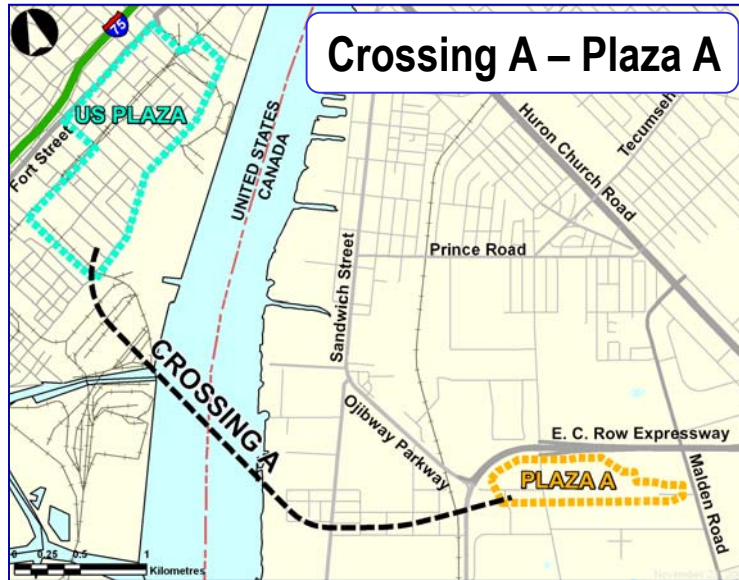 Crossing A – Plaza A
75
US PLAZA
Fort Street
UNITED STATES
CANADA
Huron Church Road
Tecumseh
Sandwich Street
Prince Road
CROSSING A
Ojibway Parkway
E. C. Row Expressway
PLAZA A
Malden Road
0 0.25 0.5 1
Kilometres